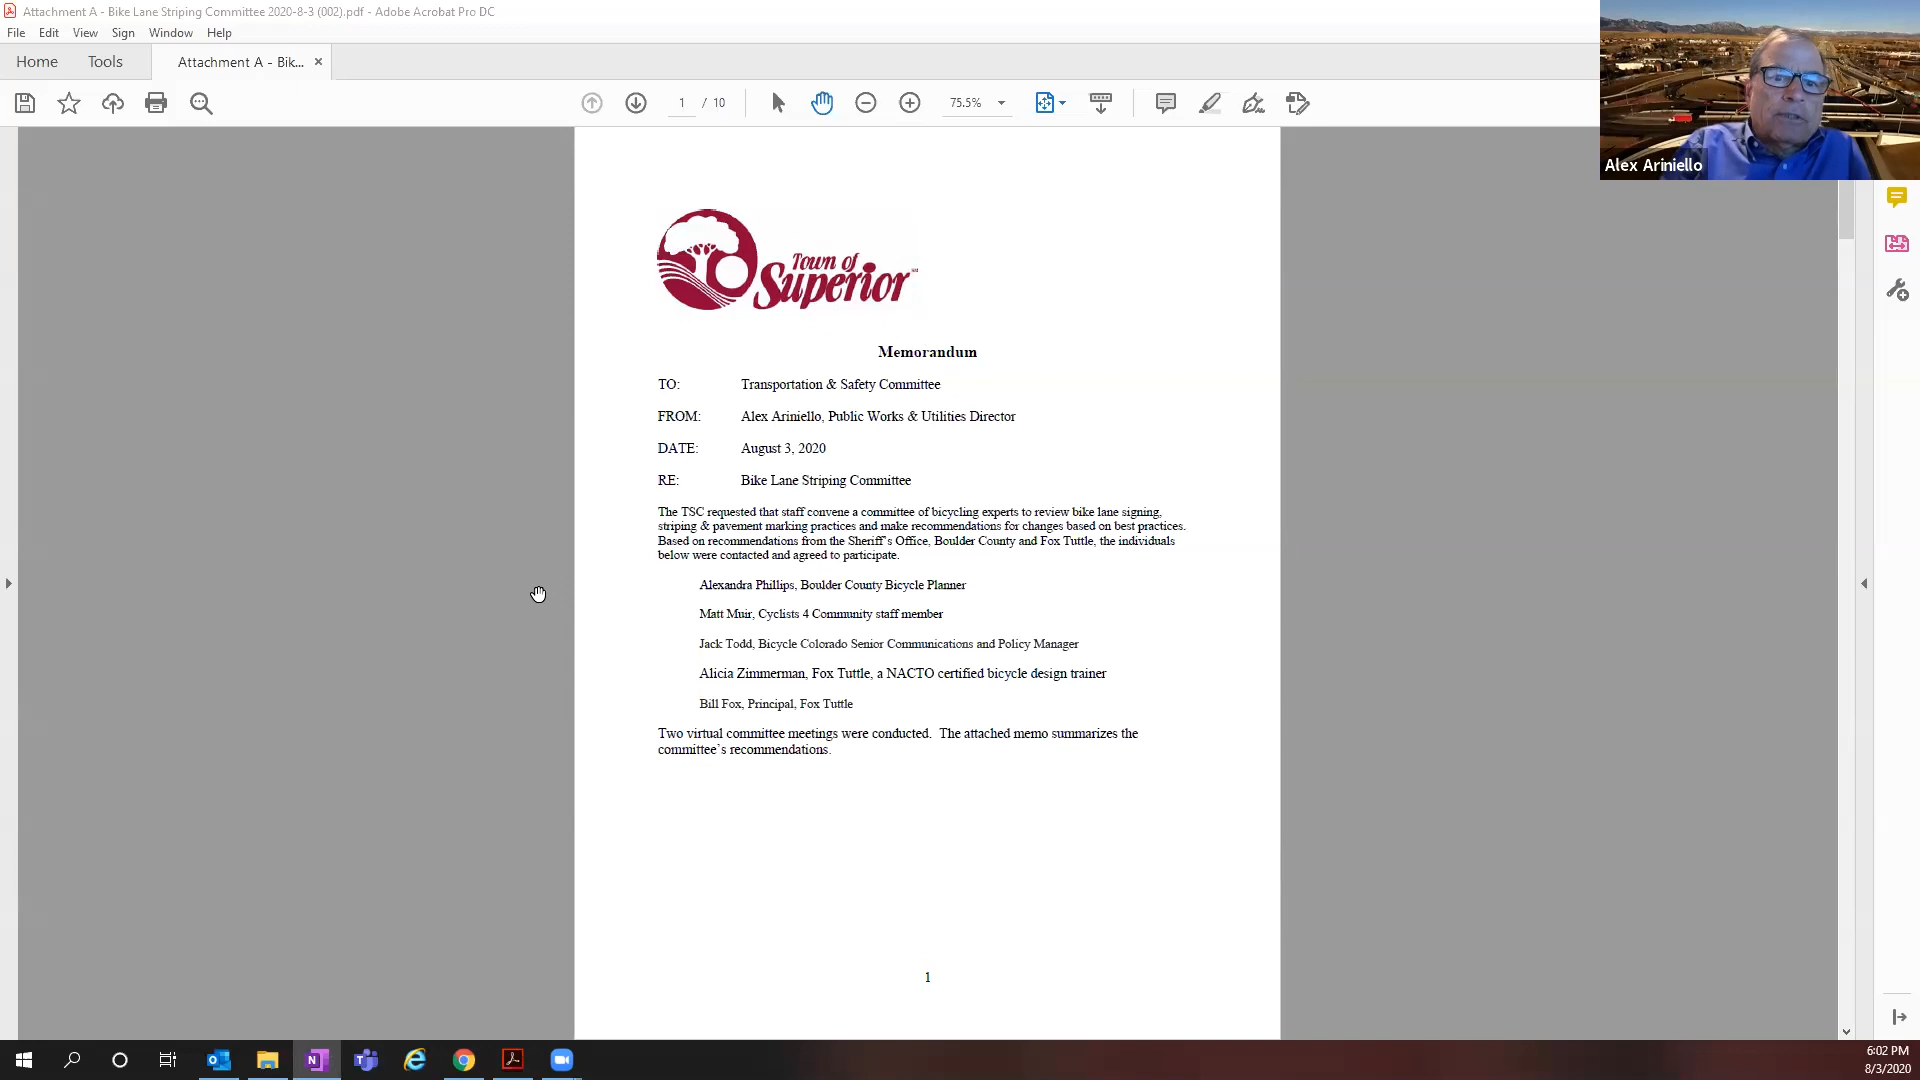 Attachment A - Bike Lane Striping Committee 2020-8-3 (002).pdf - Adobe Acrobat Pro DC
File Edit View Sign Window Help
Home Tools Attachment A - Bik... ×
1 / 10 75.5%
Alex Ariniello
Town of
Superior
Memorandum
TO: Transportation & Safety Committee
FROM: Alex Ariniello, Public Works & Utilities Director
DATE: August 3, 2020
RE: Bike Lane Striping Committee
The TSC requested that staff convene a committee of bicycling experts to review bike lane signing,
striping & pavement marking practices and make recommendations for changes based on best practices.
Based on recommendations from the Sheriff's Office, Boulder County and Fox Tuttle, the individuals
below were contacted and agreed to participate.
Alexandra Phillips, Boulder County Bicycle Planner
Matt Muir, Cyclists 4 Community staff member
Jack Todd, Bicycle Colorado Senior Communications and Policy Manager
Alicia Zimmerman, Fox Tuttle, a NACTO certified bicycle design trainer
Bill Fox, Principal, Fox Tuttle
Two virtual committee meetings were conducted.  The attached memo summarizes the
committee's recommendations.
1
6:02 PM
8/3/2020